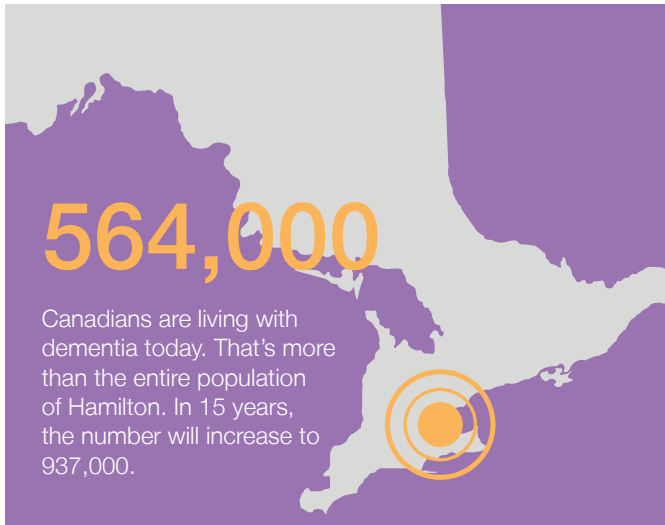 564,000
Canadians are living with
dementia today. That's more
than the entire population
of Hamilton. In 15 years,
the number will increase to
937,000.